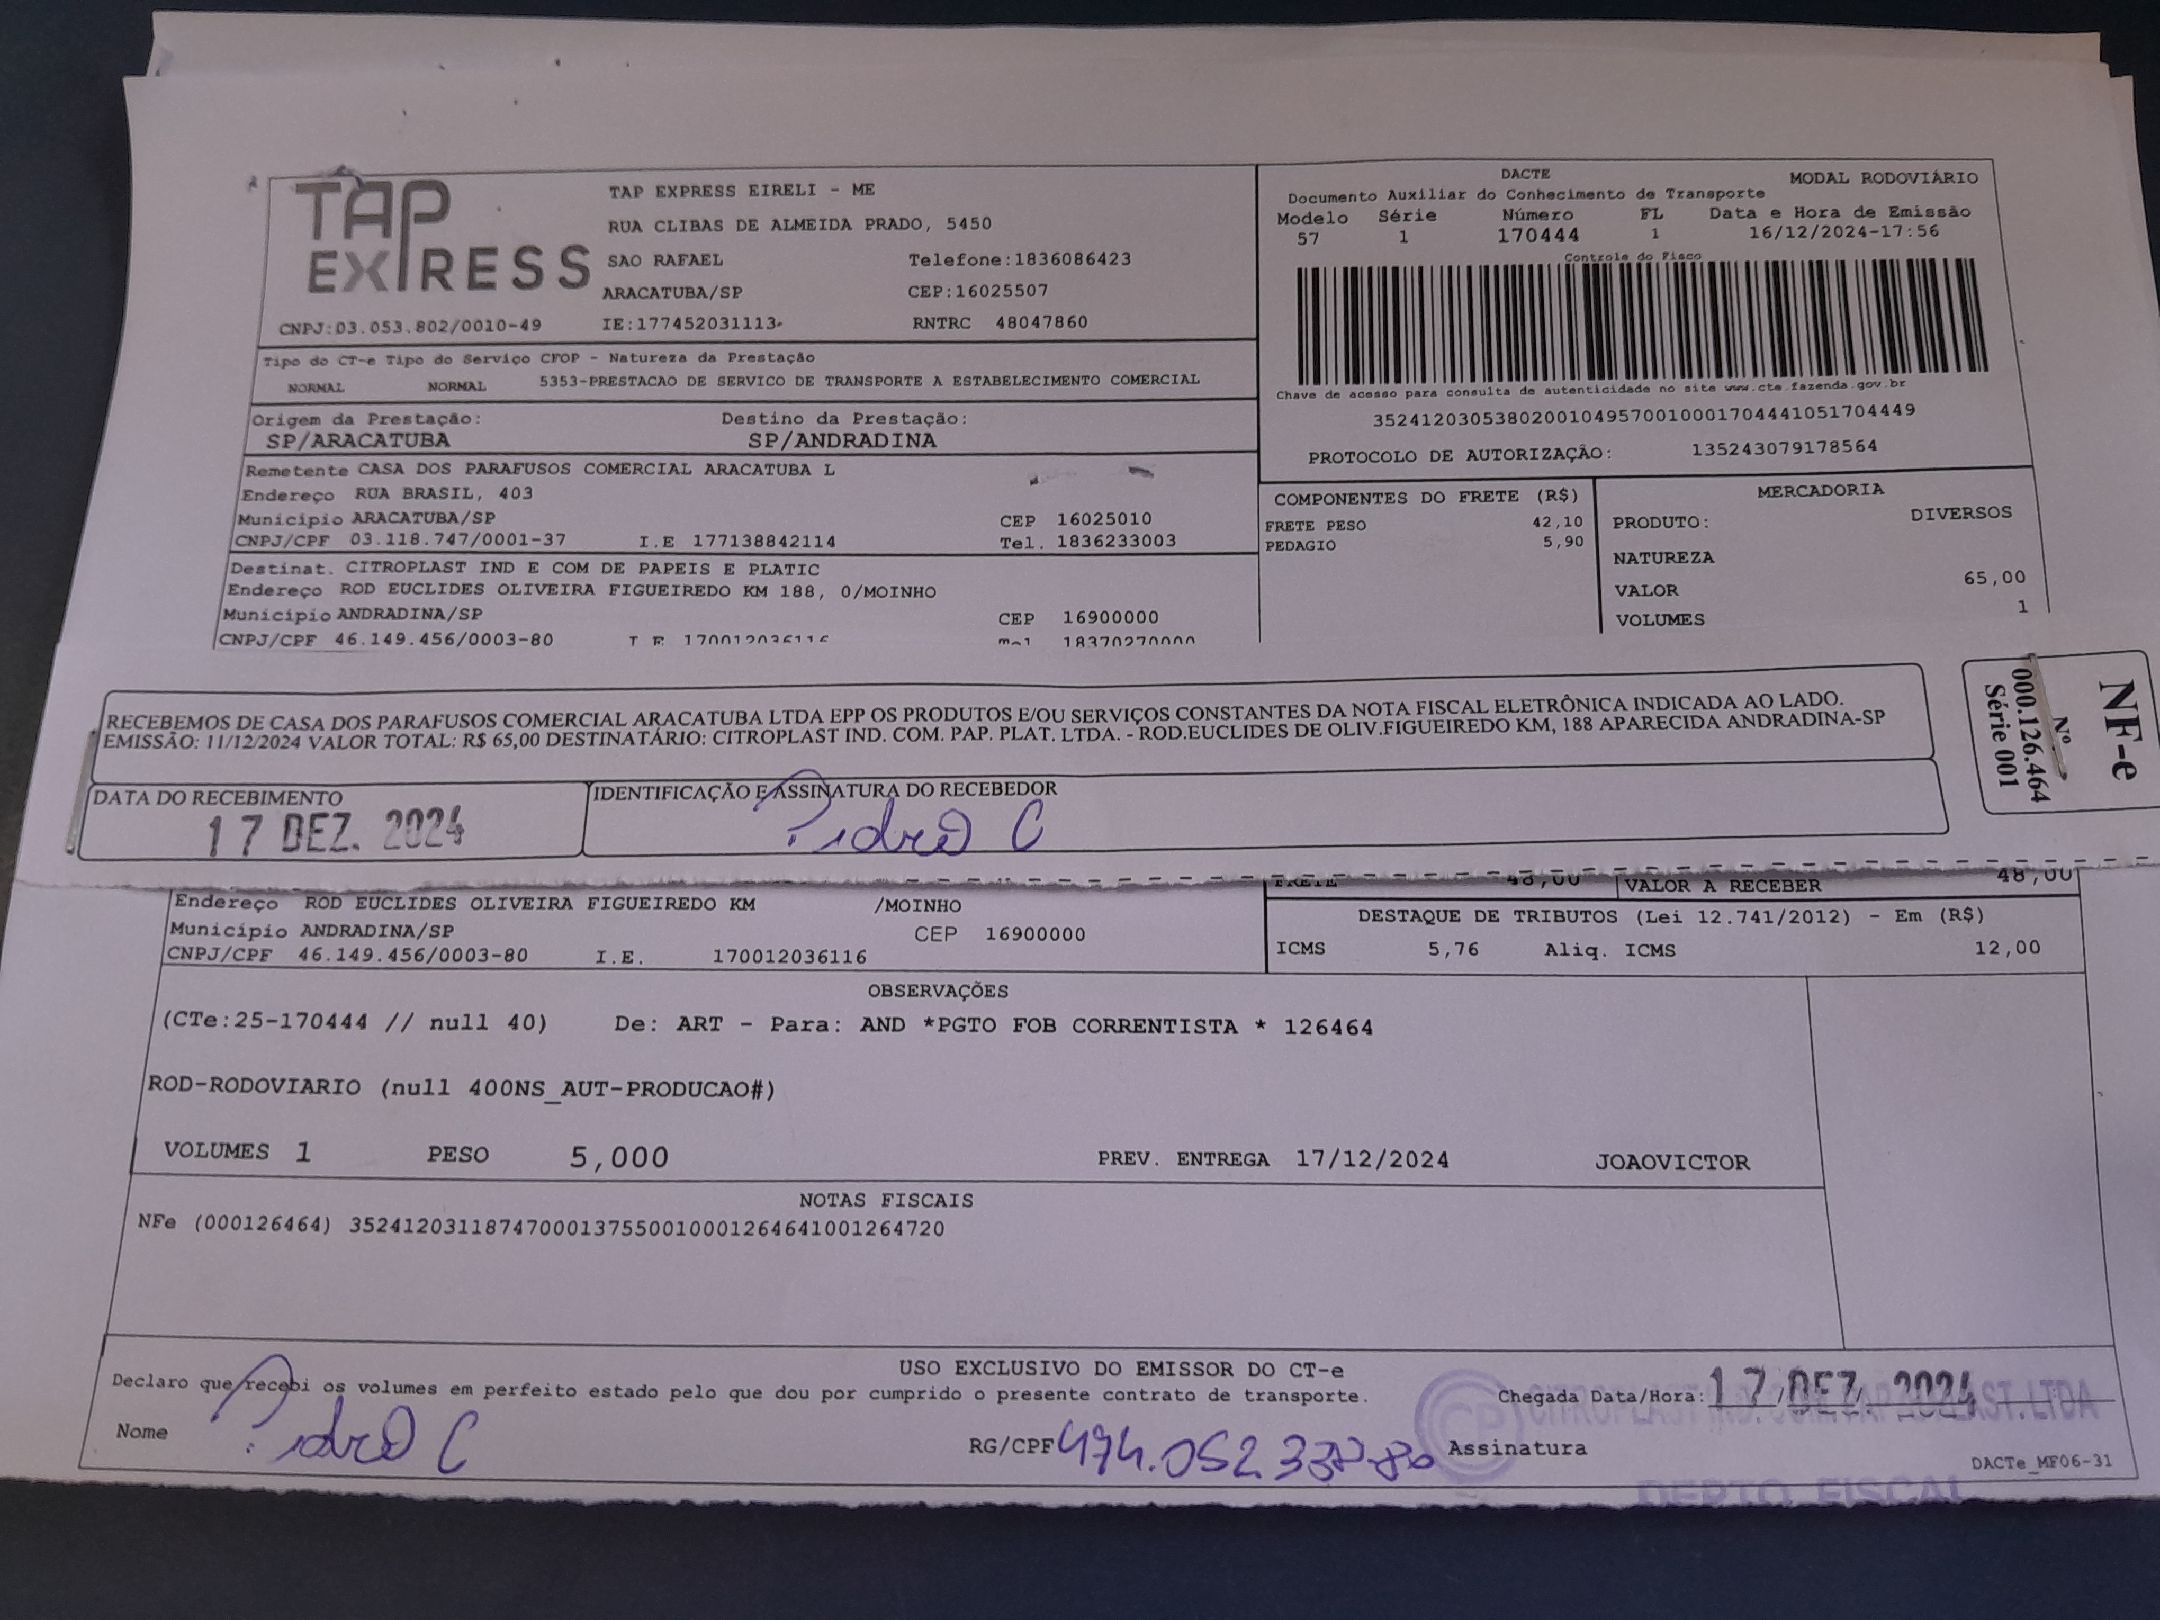 TAP EXPRESS
TAP EXPRESS EIRELI - ME
RUA CLIBAS DE ALMEIDA PRADO, 5450
SAO RAFAEL Telefone:1836086423
ARACATUBA/SP CEP:16025507
CNPJ:03.053.802/0010-49 IE:177452031113 RNTRC 48047860
DACTE MODAL RODOVIÁRIO
Documento Auxiliar do Conhecimento de Transporte
Modelo Série Número FL Data e Hora de Emissão
57 1 170444 1 16/12/2024-17:56
Controle do Fisco
Chave de acesso para consulta de autenticidade no site www.cte.fazenda.gov.br
35241203053802001049570010001704441051704449
PROTOCOLO DE AUTORIZAÇÃO: 135243079178564
Tipo do CT-e Tipo do Serviço CFOP - Natureza da Prestação
NORMAL NORMAL 5353-PRESTACAO DE SERVICO DE TRANSPORTE A ESTABELECIMENTO COMERCIAL
Origem da Prestação: Destino da Prestação:
SP/ARACATUBA SP/ANDRADINA
Remetente CASA DOS PARAFUSOS COMERCIAL ARACATUBA L
Endereço RUA BRASIL, 403
Município ARACATUBA/SP CEP 16025010
CNPJ/CPF 03.118.747/0001-37 I.E 177138842114 Tel. 1836233003
Destinat. CITROPLAST IND E COM DE PAPEIS E PLATIC
Endereço ROD EUCLIDES OLIVEIRA FIGUEIREDO KM 188, 0/MOINHO
Município ANDRADINA/SP CEP 16900000
CNPJ/CPF 46.149.456/0003-80 I E 170012036116 Tel 18370270000
COMPONENTES DO FRETE (R$)
FRETE PESO 42,10
PEDAGIO 5,90
MERCADORIA
PRODUTO: DIVERSOS
NATUREZA
VALOR 65,00
VOLUMES 1
RECEBEMOS DE CASA DOS PARAFUSOS COMERCIAL ARACATUBA LTDA EPP OS PRODUTOS E/OU SERVIÇOS CONSTANTES DA NOTA FISCAL ELETRÔNICA INDICADA AO LADO.
EMISSÃO: 11/12/2024 VALOR TOTAL: R$ 65,00 DESTINATÁRIO: CITROPLAST IND. COM. PAP. PLAT. LTDA. - ROD.EUCLIDES DE OLIV.FIGUEIREDO KM, 188 APARECIDA ANDRADINA-SP
DATA DO RECEBIMENTO IDENTIFICAÇÃO E ASSINATURA DO RECEBEDOR
17 DEZ. 2024 Pedro C
NF-e
Nº
000.126.464
Série 001
FRETE 48,00 VALOR A RECEBER 48,00
Endereço ROD EUCLIDES OLIVEIRA FIGUEIREDO KM /MOINHO
Município ANDRADINA/SP CEP 16900000
CNPJ/CPF 46.149.456/0003-80 I.E. 170012036116
DESTAQUE DE TRIBUTOS (Lei 12.741/2012) - Em (R$)
ICMS 5,76 Aliq. ICMS 12,00
OBSERVAÇÕES
(CTe:25-170444 // null 40) De: ART - Para: AND *PGTO FOB CORRENTISTA * 126464
ROD-RODOVIARIO (null 400NS_AUT-PRODUCAO#)
VOLUMES 1 PESO 5,000 PREV. ENTREGA 17/12/2024 JOAOVICTOR
NOTAS FISCAIS
NFe (000126464) 35241203118747000137550010001264641001264720
USO EXCLUSIVO DO EMISSOR DO CT-e
Declaro que recebi os volumes em perfeito estado pelo que dou por cumprido o presente contrato de transporte.
Chegada Data/Hora: 17 DEZ. 2024
Nome Pedro C RG/CPF Assinatura
DACTe_MF06-31
DEPTO FISCAL